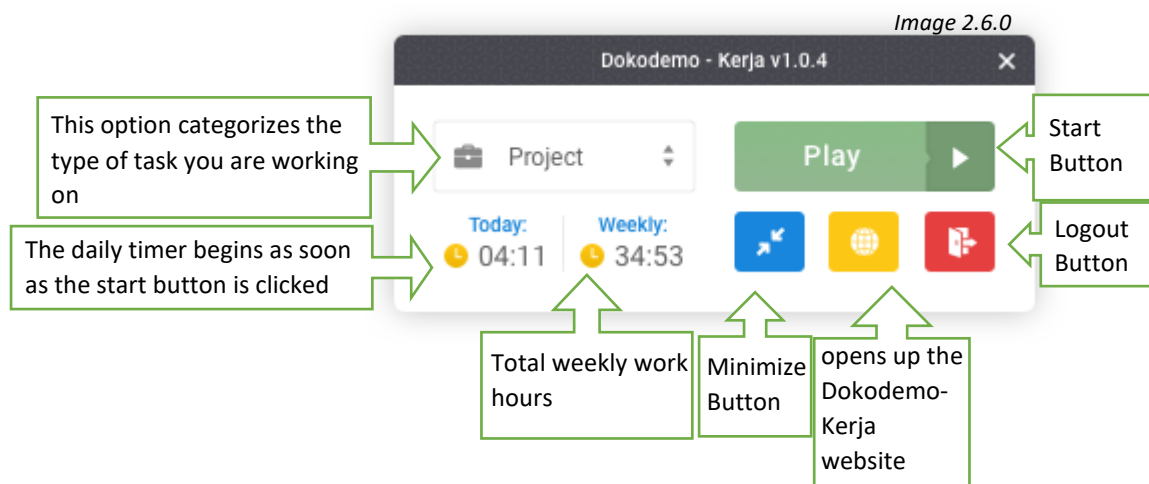 Image 2.6.0
Dokodemo - Kerja v1.0.4
This option categorizes the
type of task you are working
on
Project
Play
Start
Button
The daily timer begins as soon
as the start button is clicked
Today:
04:11
Weekly:
34:53
Logout
Button
Total weekly work
hours
Minimize
Button
opens up the
Dokodemo-
Kerja
website